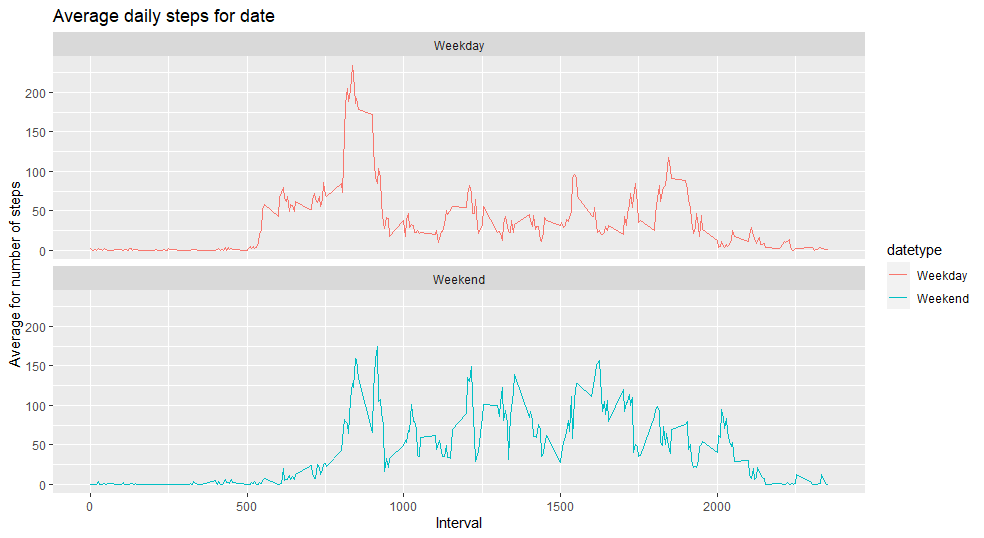 Average daily steps for date
Weekday
200
150
100
50
0
Weekend
200
150
100
50
0
0 500 1000 1500 2000
Interval
Average for number of steps
datetype
Weekday
Weekend